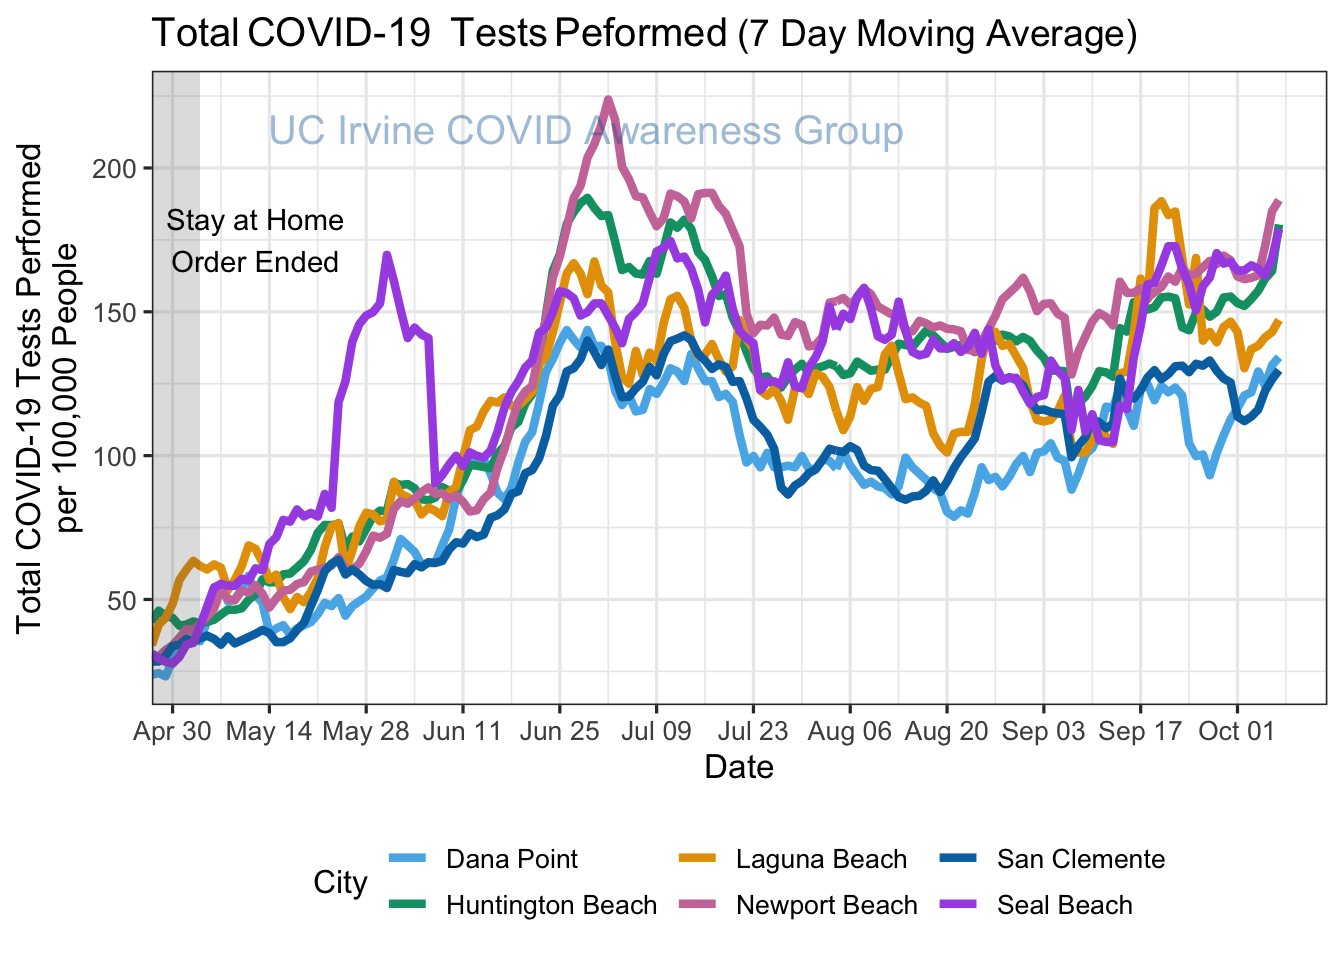 Total COVID-19  Tests Peformed (7 Day Moving Average)
UC Irvine COVID Awareness Group
Stay at Home
Order Ended
Total COVID-19 Tests Performed
per 100,000 People
200
150
100
50
Apr 30 May 14 May 28 Jun 11 Jun 25 Jul 09 Jul 23 Aug 06 Aug 20 Sep 03 Sep 17 Oct 01
Date
City
Dana Point Laguna Beach San Clemente
Huntington Beach Newport Beach Seal Beach